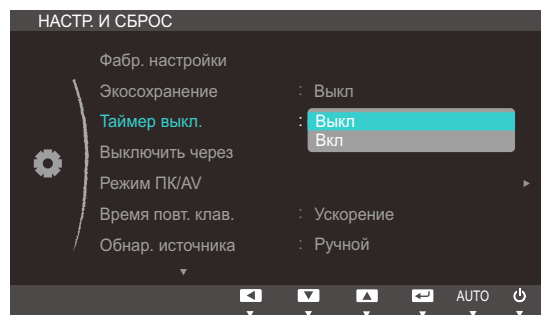 НАСТР. И СБРОС
Фабр. настройки
Экосохранение : Выкл
Таймер выкл. : Выкл
Вкл
Выключить через
Режим ПК/AV
Время повт. клав. : Ускорение
Обнар. источника : Ручной
AUTO